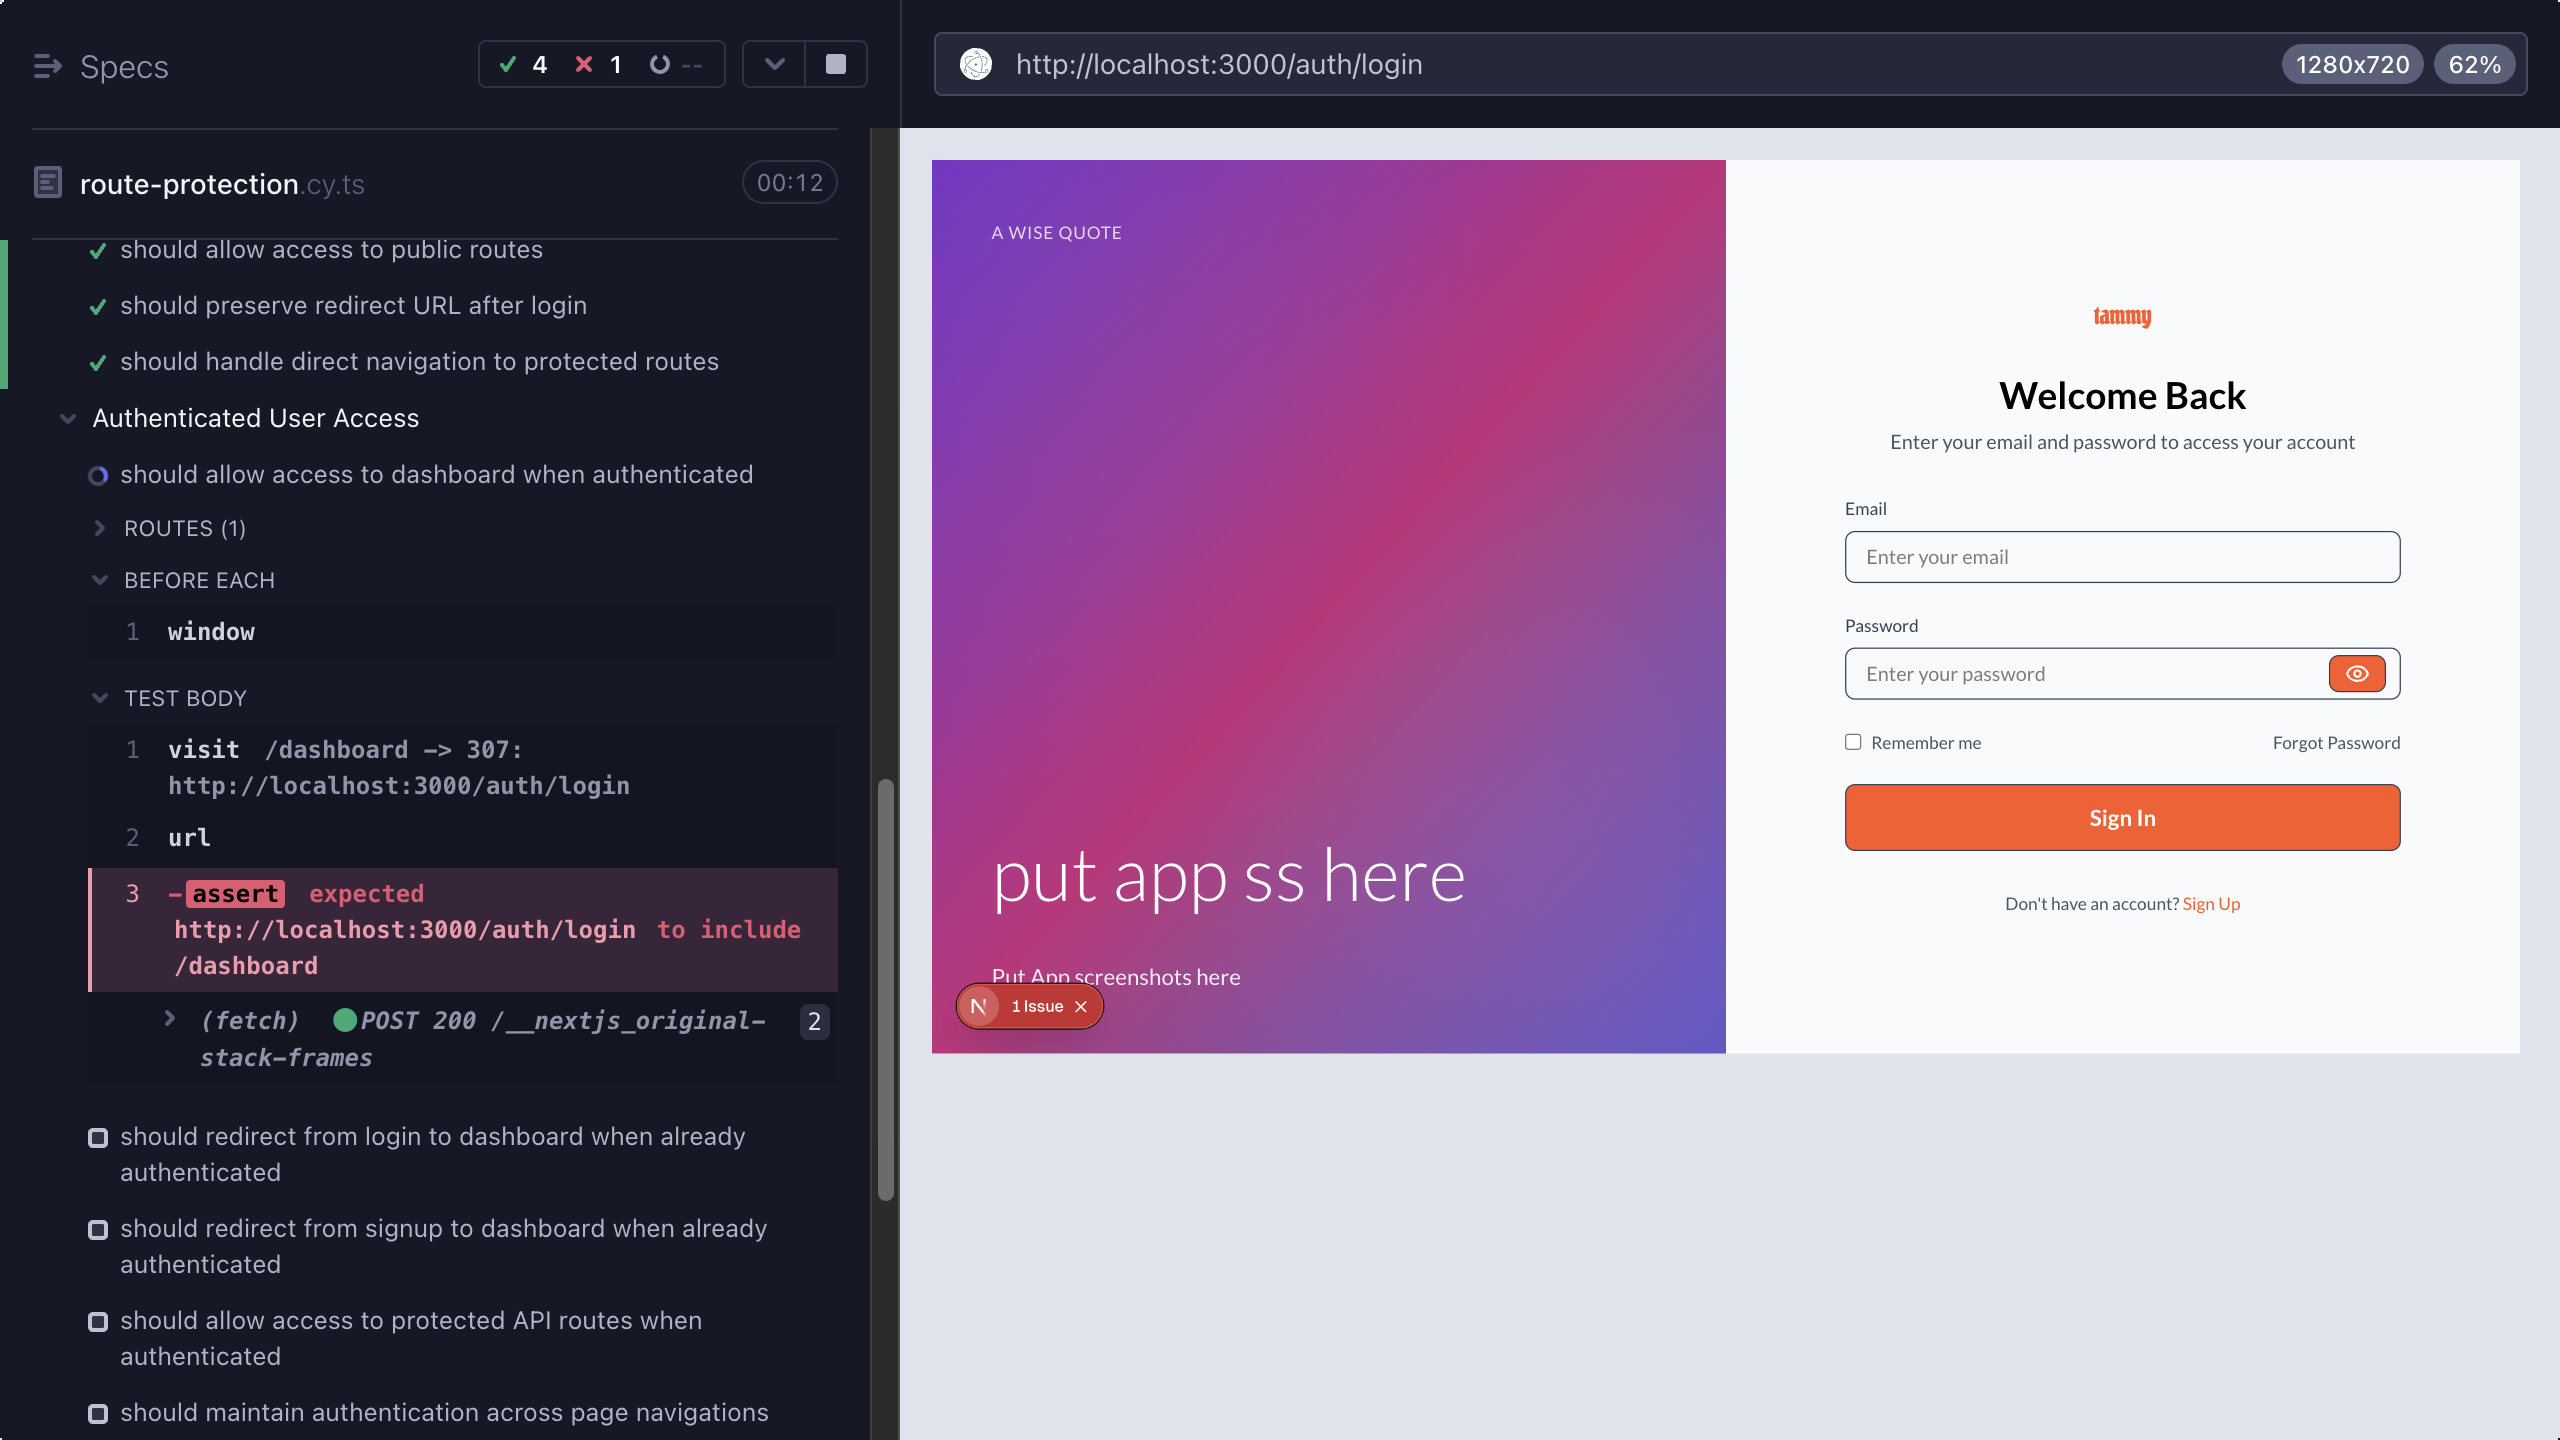 Specs
4 1 --
route-protection.cy.ts
00:12
should allow access to public routes
should preserve redirect URL after login
should handle direct navigation to protected routes
Authenticated User Access
should allow access to dashboard when authenticated
ROUTES (1)
BEFORE EACH
1 window
TEST BODY
1 visit /dashboard -> 307:
http://localhost:3000/auth/login
2 url
3 -assert expected
http://localhost:3000/auth/login to include
/dashboard
(fetch) POST 200 /__nextjs_original-
stack-frames
2
should redirect from login to dashboard when already
authenticated
should redirect from signup to dashboard when already
authenticated
should allow access to protected API routes when
authenticated
should maintain authentication across page navigations
http://localhost:3000/auth/login
1280x720
62%
A WISE QUOTE
put app ss here
Put App screenshots here
N 1 Issue
tammy
Welcome Back
Enter your email and password to access your account
Email
Enter your email
Password
Enter your password
Remember me
Forgot Password
Sign In
Don't have an account? Sign Up